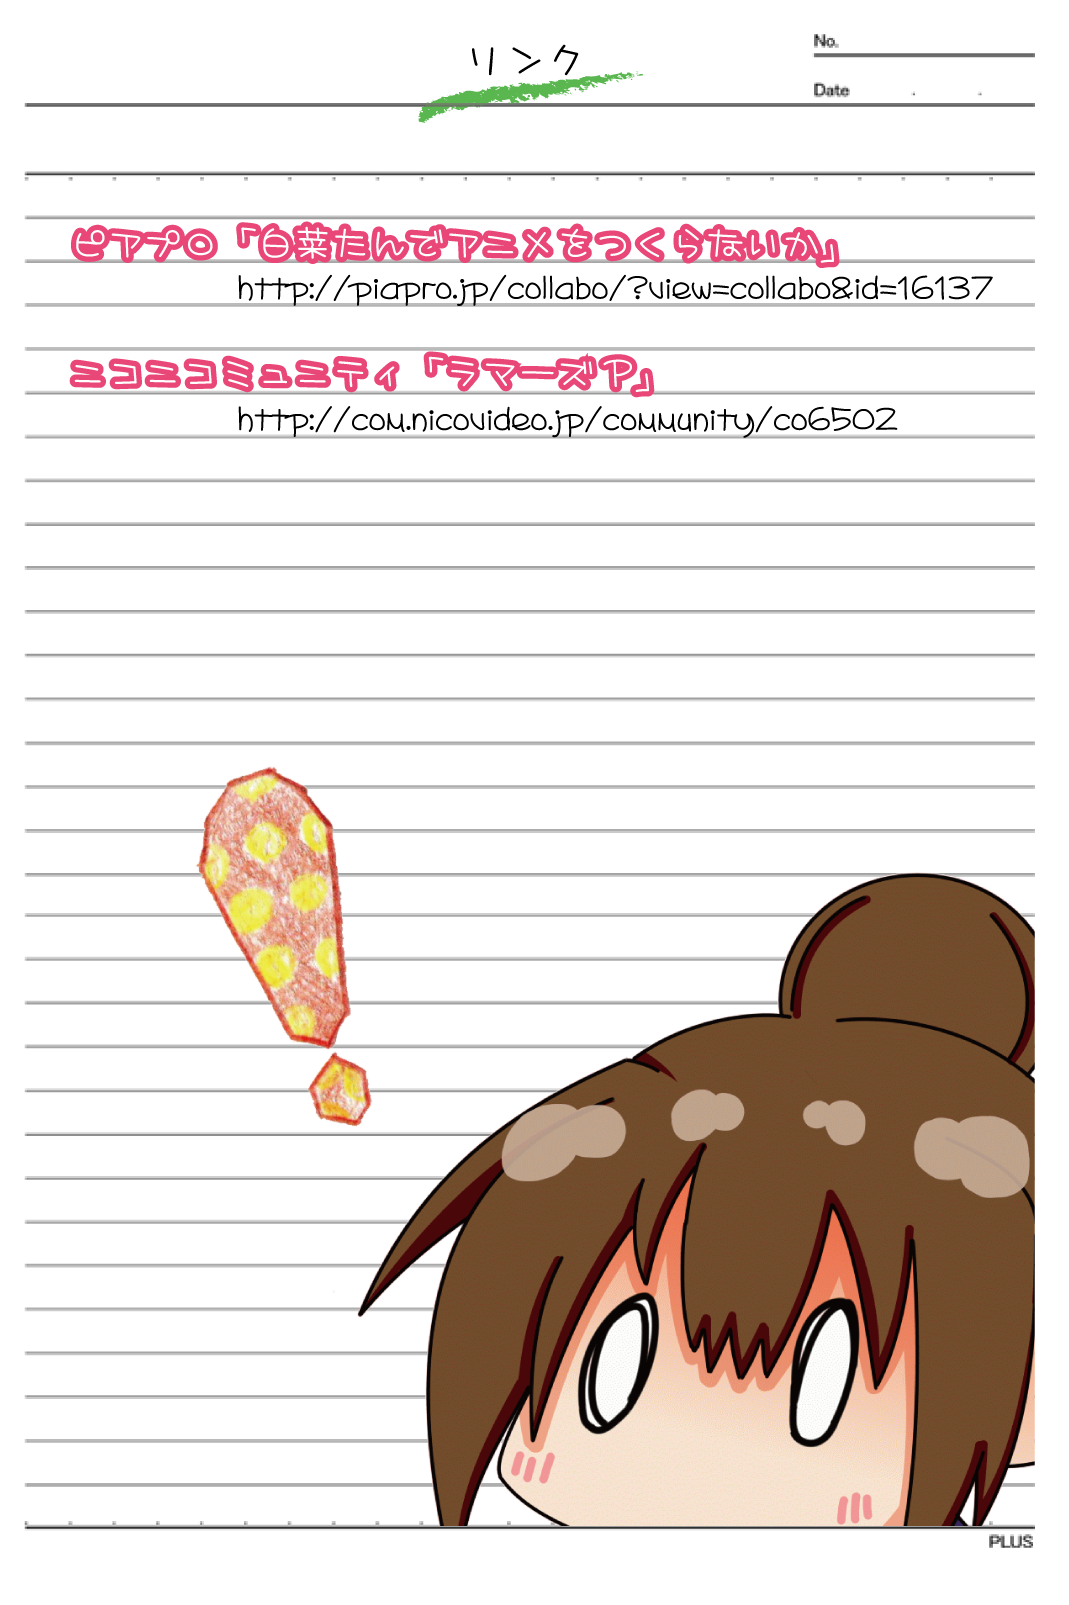 No.
リンク
Date
ピアプロ「白菜たんでアニメをつくらないか」
http://piapro.jp/collabo/?view=collabo&id=16137
ニコニコミュニティ「ラマーズP」
http://com.nicovideo.jp/community/co6502
PLUS